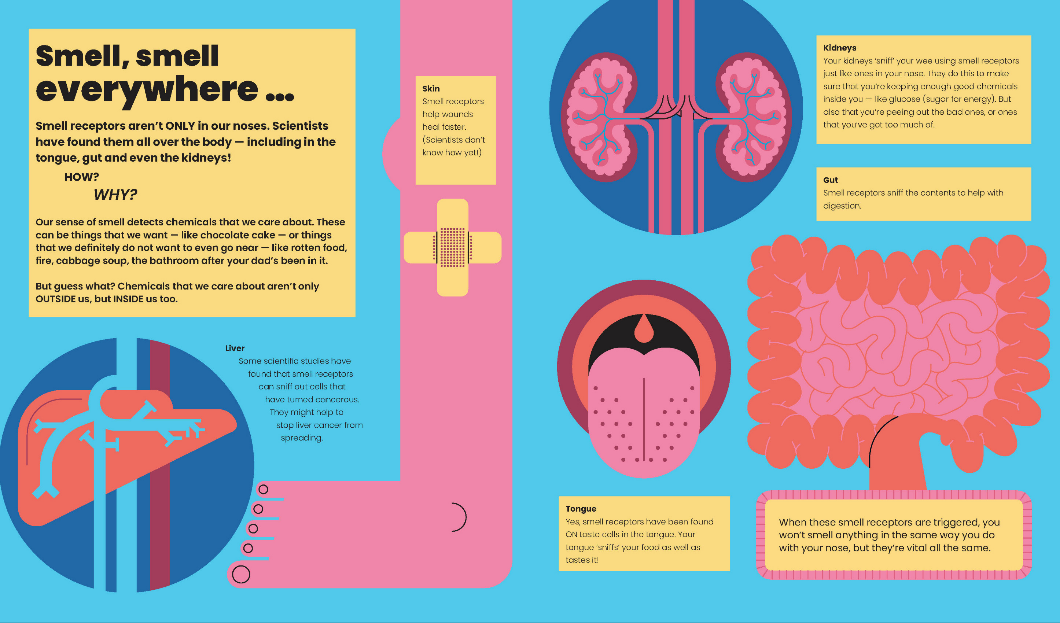 Smell, smell
everywhere ...
Smell receptors aren't ONLY in our noses. Scientists
have found them all over the body — including in the
tongue, gut and even the kidneys!
HOW?
WHY?
Our sense of smell detects chemicals that we care about. These
can be things that we want — like chocolate cake — or things
that we definitely do not want to even go near — like rotten food,
fire, cabbage soup, the bathroom after your dad's been in it.
But guess what? Chemicals that we care about aren't only
OUTSIDE us, but INSIDE us too.
Liver
Some scientific studies have
found that smell receptors
can sniff out cells that
have turned cancerous.
They might help to
stop liver cancer from
spreading.
Skin
Smell receptors
help wounds
heal faster.
(Scientists don't
know how yet!)
Kidneys
Your kidneys 'sniff' your wee using smell receptors
just like ones in your nose. They do this to make
sure that you're keeping enough good chemicals
inside you — like glucose (sugar for energy). But
also that you're peeing out the bad ones, or ones
that you've got too much of.
Gut
Smell receptors sniff the contents to help with
digestion.
Tongue
Yes, smell receptors have been found
ON taste cells in the tongue. Your
tongue 'sniffs' your food as well as
tastes it!
When these smell receptors are triggered, you
won't smell anything in the same way you do
with your nose, but they're vital all the same.